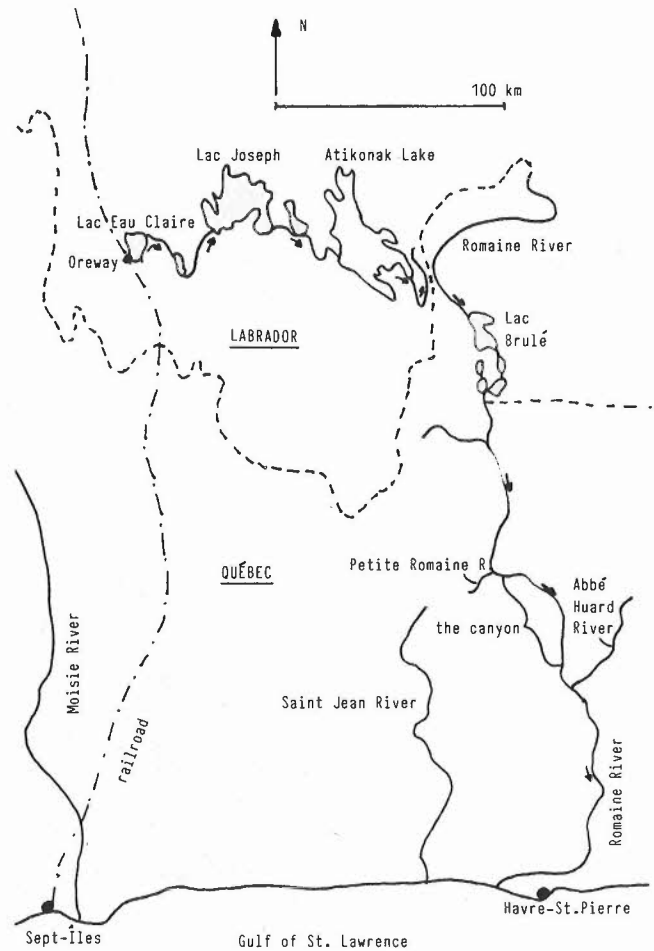 N
100 km
Lac Joseph
Atikonak Lake
Lac Eau Claire
Oreway
Romaine River
Lac
Brulé
LABRADOR
QUÉBEC
Petite Romaine R.
Abbé
Huard
River
the canyon
Moisie River
railroad
Saint Jean River
Romaine River
Sept-Îles
Havre-St.Pierre
Gulf of St. Lawrence